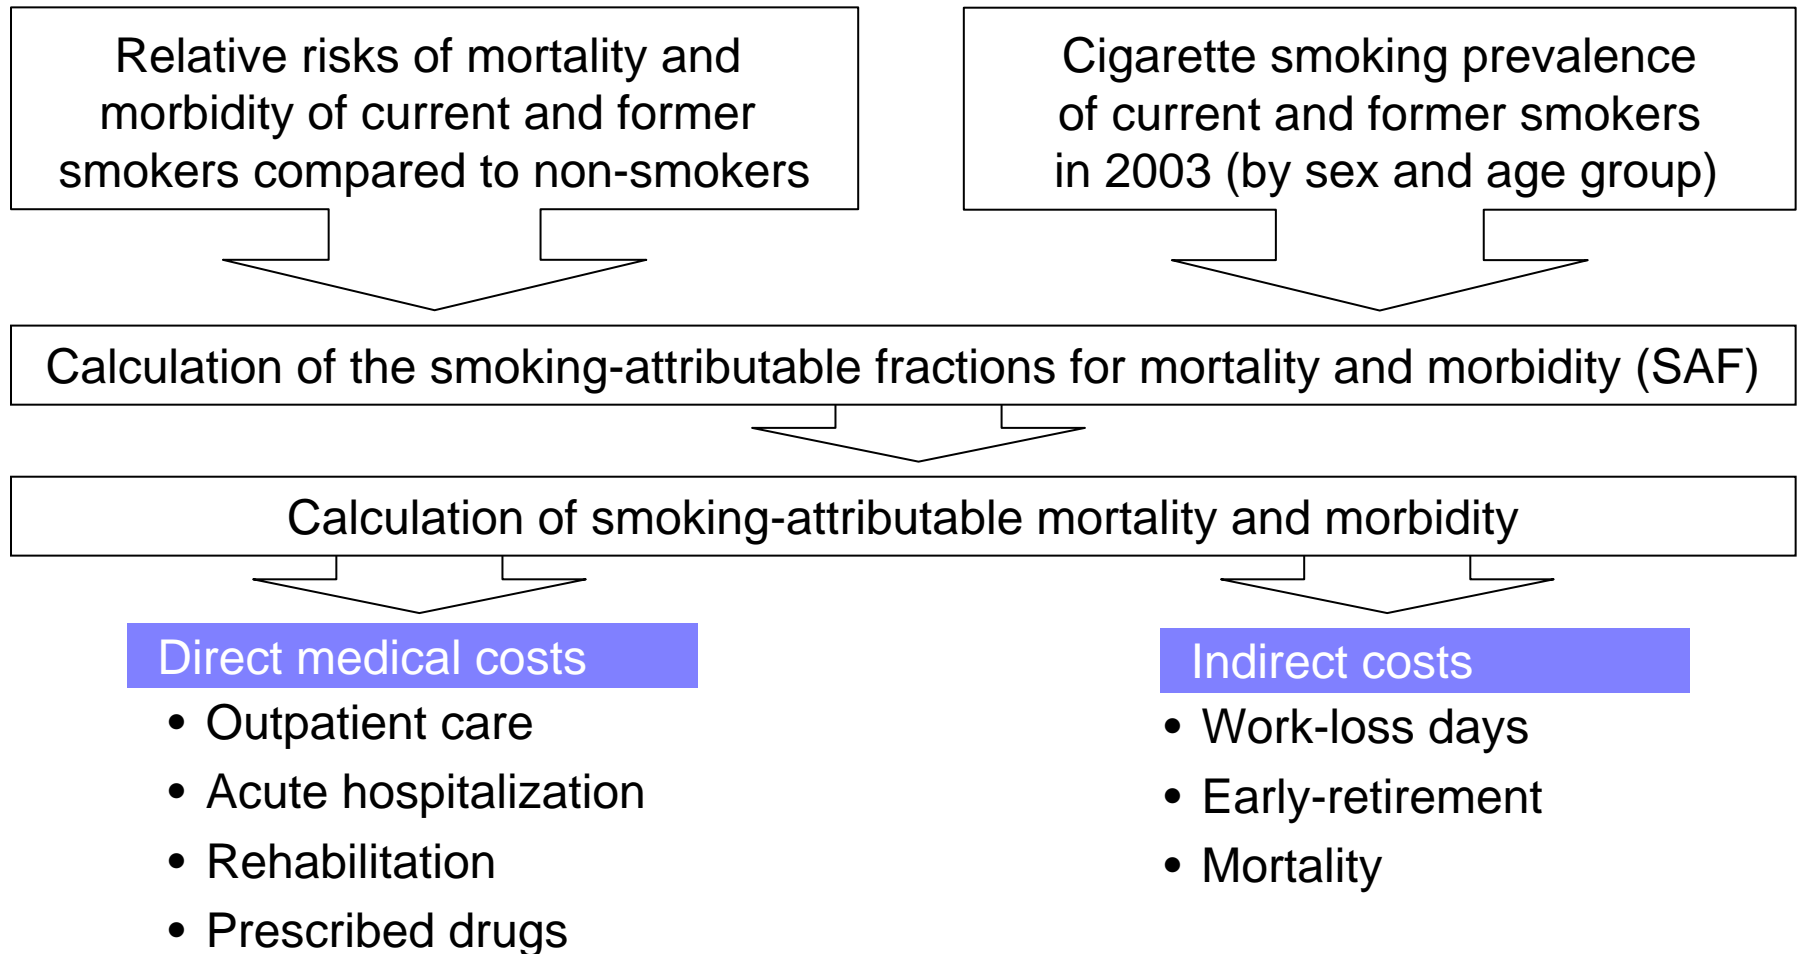 Relative risks of mortality and
morbidity of current and former
smokers compared to non-smokers
Cigarette smoking prevalence
of current and former smokers
in 2003 (by sex and age group)
Calculation of the smoking-attributable fractions for mortality and morbidity (SAF)
Calculation of smoking-attributable mortality and morbidity
Direct medical costs
• Outpatient care
• Acute hospitalization
• Rehabilitation
• Prescribed drugs
Indirect costs
• Work-loss days
• Early-retirement
• Mortality